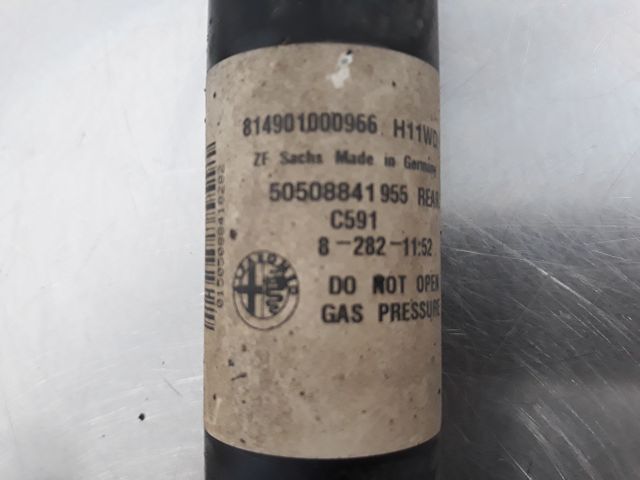 814901000966 H11WD
ZF Sachs Made in Germany
50508841955 REAR
C591
8-282-11:52
DO NOT OPEN
GAS PRESSURE